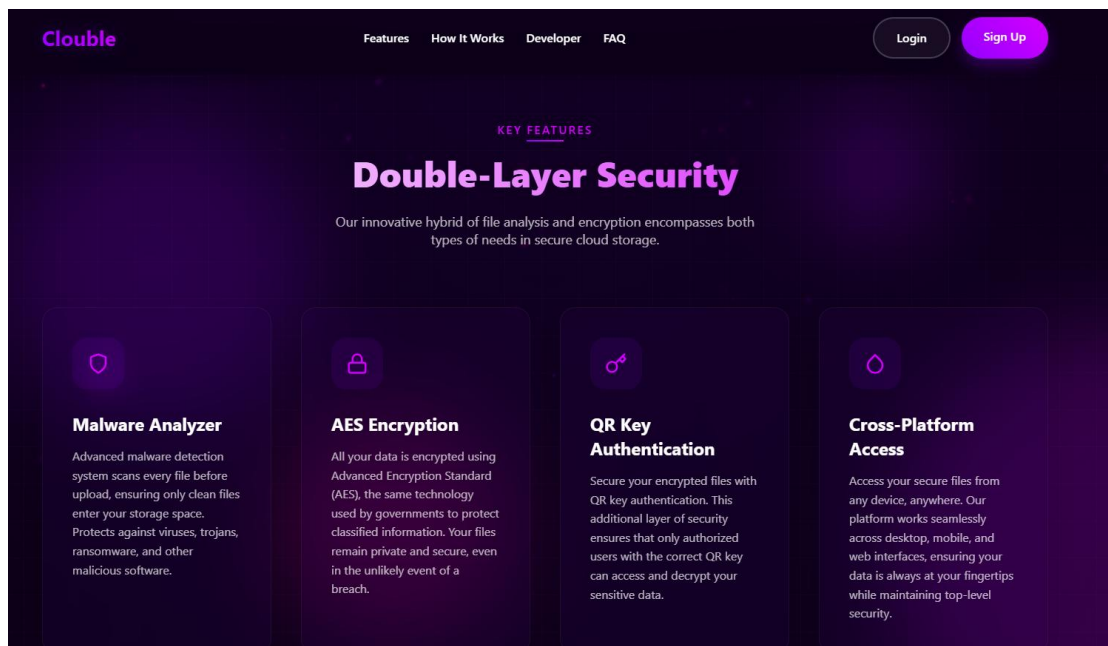 Clouble
Features
How It Works
Developer
FAQ
Login
Sign Up
KEY FEATURES
Double-Layer Security
Our innovative hybrid of file analysis and encryption encompasses both
types of needs in secure cloud storage.
Malware Analyzer
Advanced malware detection
system scans every file before
upload, ensuring only clean files
enter your storage space.
Protects against viruses, trojans,
ransomware, and other
malicious software.
AES Encryption
All your data is encrypted using
Advanced Encryption Standard
(AES), the same technology
used by governments to protect
classified information. Your files
remain private and secure, even
in the unlikely event of a
breach.
QR Key
Authentication
Secure your encrypted files with
QR key authentication. This
additional layer of security
ensures that only authorized
users with the correct QR key
can access and decrypt your
sensitive data.
Cross-Platform
Access
Access your secure files from
any device, anywhere. Our
platform works seamlessly
across desktop, mobile, and
web interfaces, ensuring your
data is always at your fingertips
while maintaining top-level
security.